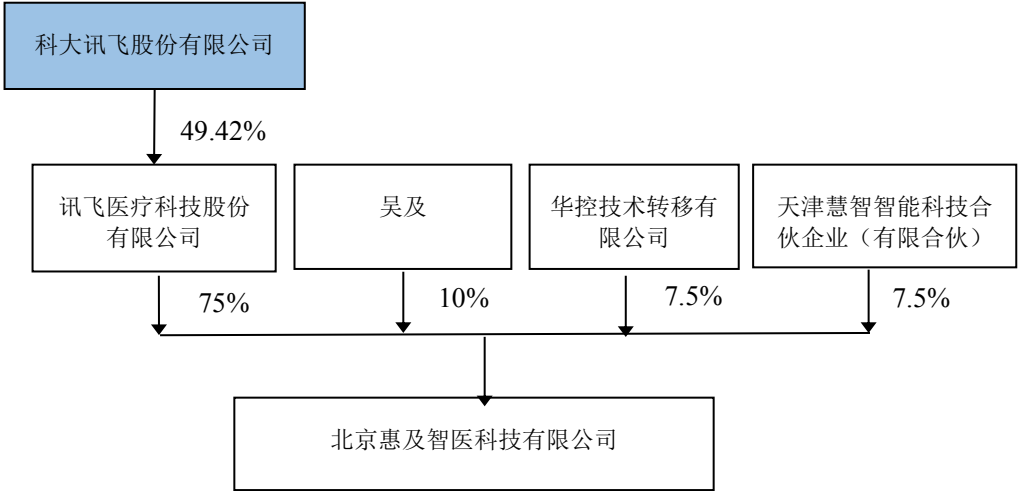 科大讯飞股份有限公司
49.42%
讯飞医疗科技股份
有限公司
吴及
华控技术转移有
限公司
天津慧智智能科技合
伙企业（有限合伙）
75%
10%
7.5%
7.5%
北京惠及智医科技有限公司